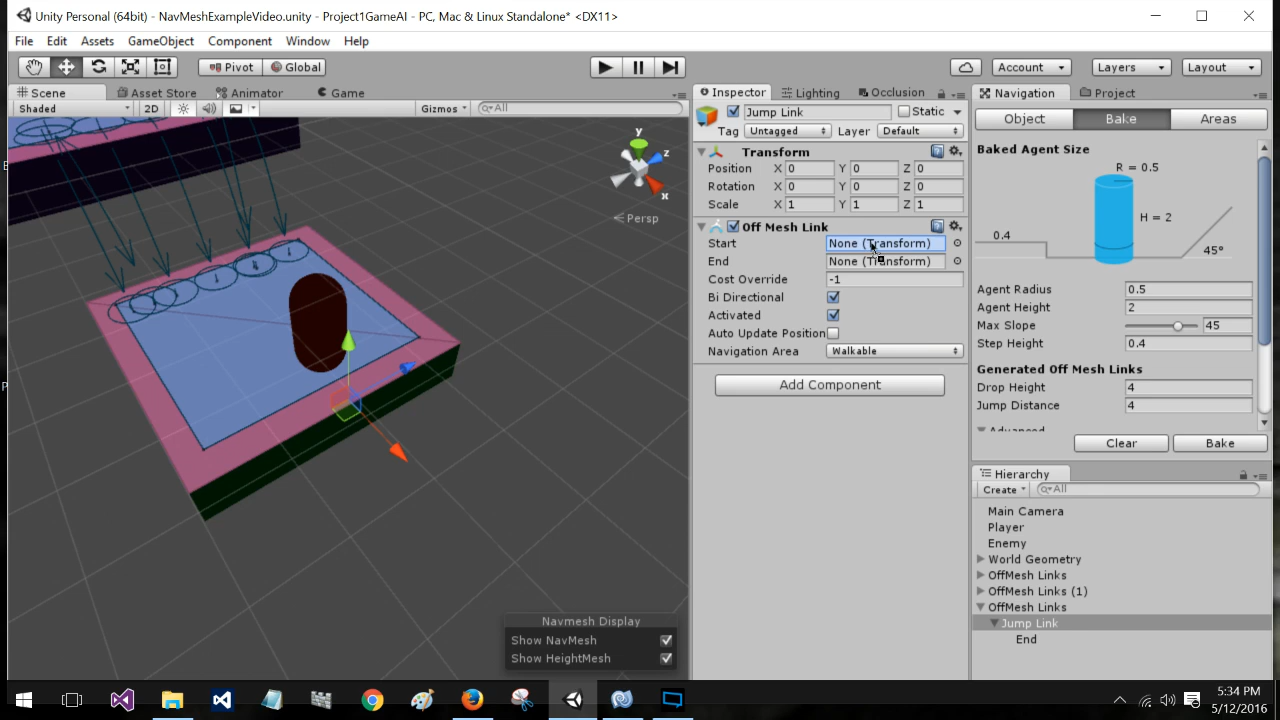 Unity Personal (64bit) - NavMeshExampleVideo.unity - Project1GameAI - PC, Mac & Linux Standalone* <DX11>
File Edit Assets GameObject Component Window Help
Pivot Global Account Layers Layout
Scene Asset Store Animator Game
Shaded 2D Gizmos All
y
z
x
Persp
Navmesh Display
Show NavMesh
Show HeightMesh
Inspector Lighting Occlusion
Jump Link Static
Tag Untagged Layer Default
Transform
Position X 0 Y 0 Z 0
Rotation X 0 Y 0 Z 0
Scale X 1 Y 1 Z 1
Off Mesh Link
Start None (Transform)
End None (Transform)
Cost Override -1
Bi Directional
Activated
Auto Update Position
Navigation Area Walkable
Add Component
Navigation Project
Object Bake Areas
Baked Agent Size
R = 0.5
H = 2
0.4
45°
Agent Radius 0.5
Agent Height 2
Max Slope 45
Step Height 0.4
Generated Off Mesh Links
Drop Height 4
Jump Distance 4
Advanced
Clear Bake
Hierarchy
Create All
Main Camera
Player
Enemy
World Geometry
OffMesh Links
OffMesh Links (1)
OffMesh Links
Jump Link
End
5:34 PM
5/12/2016